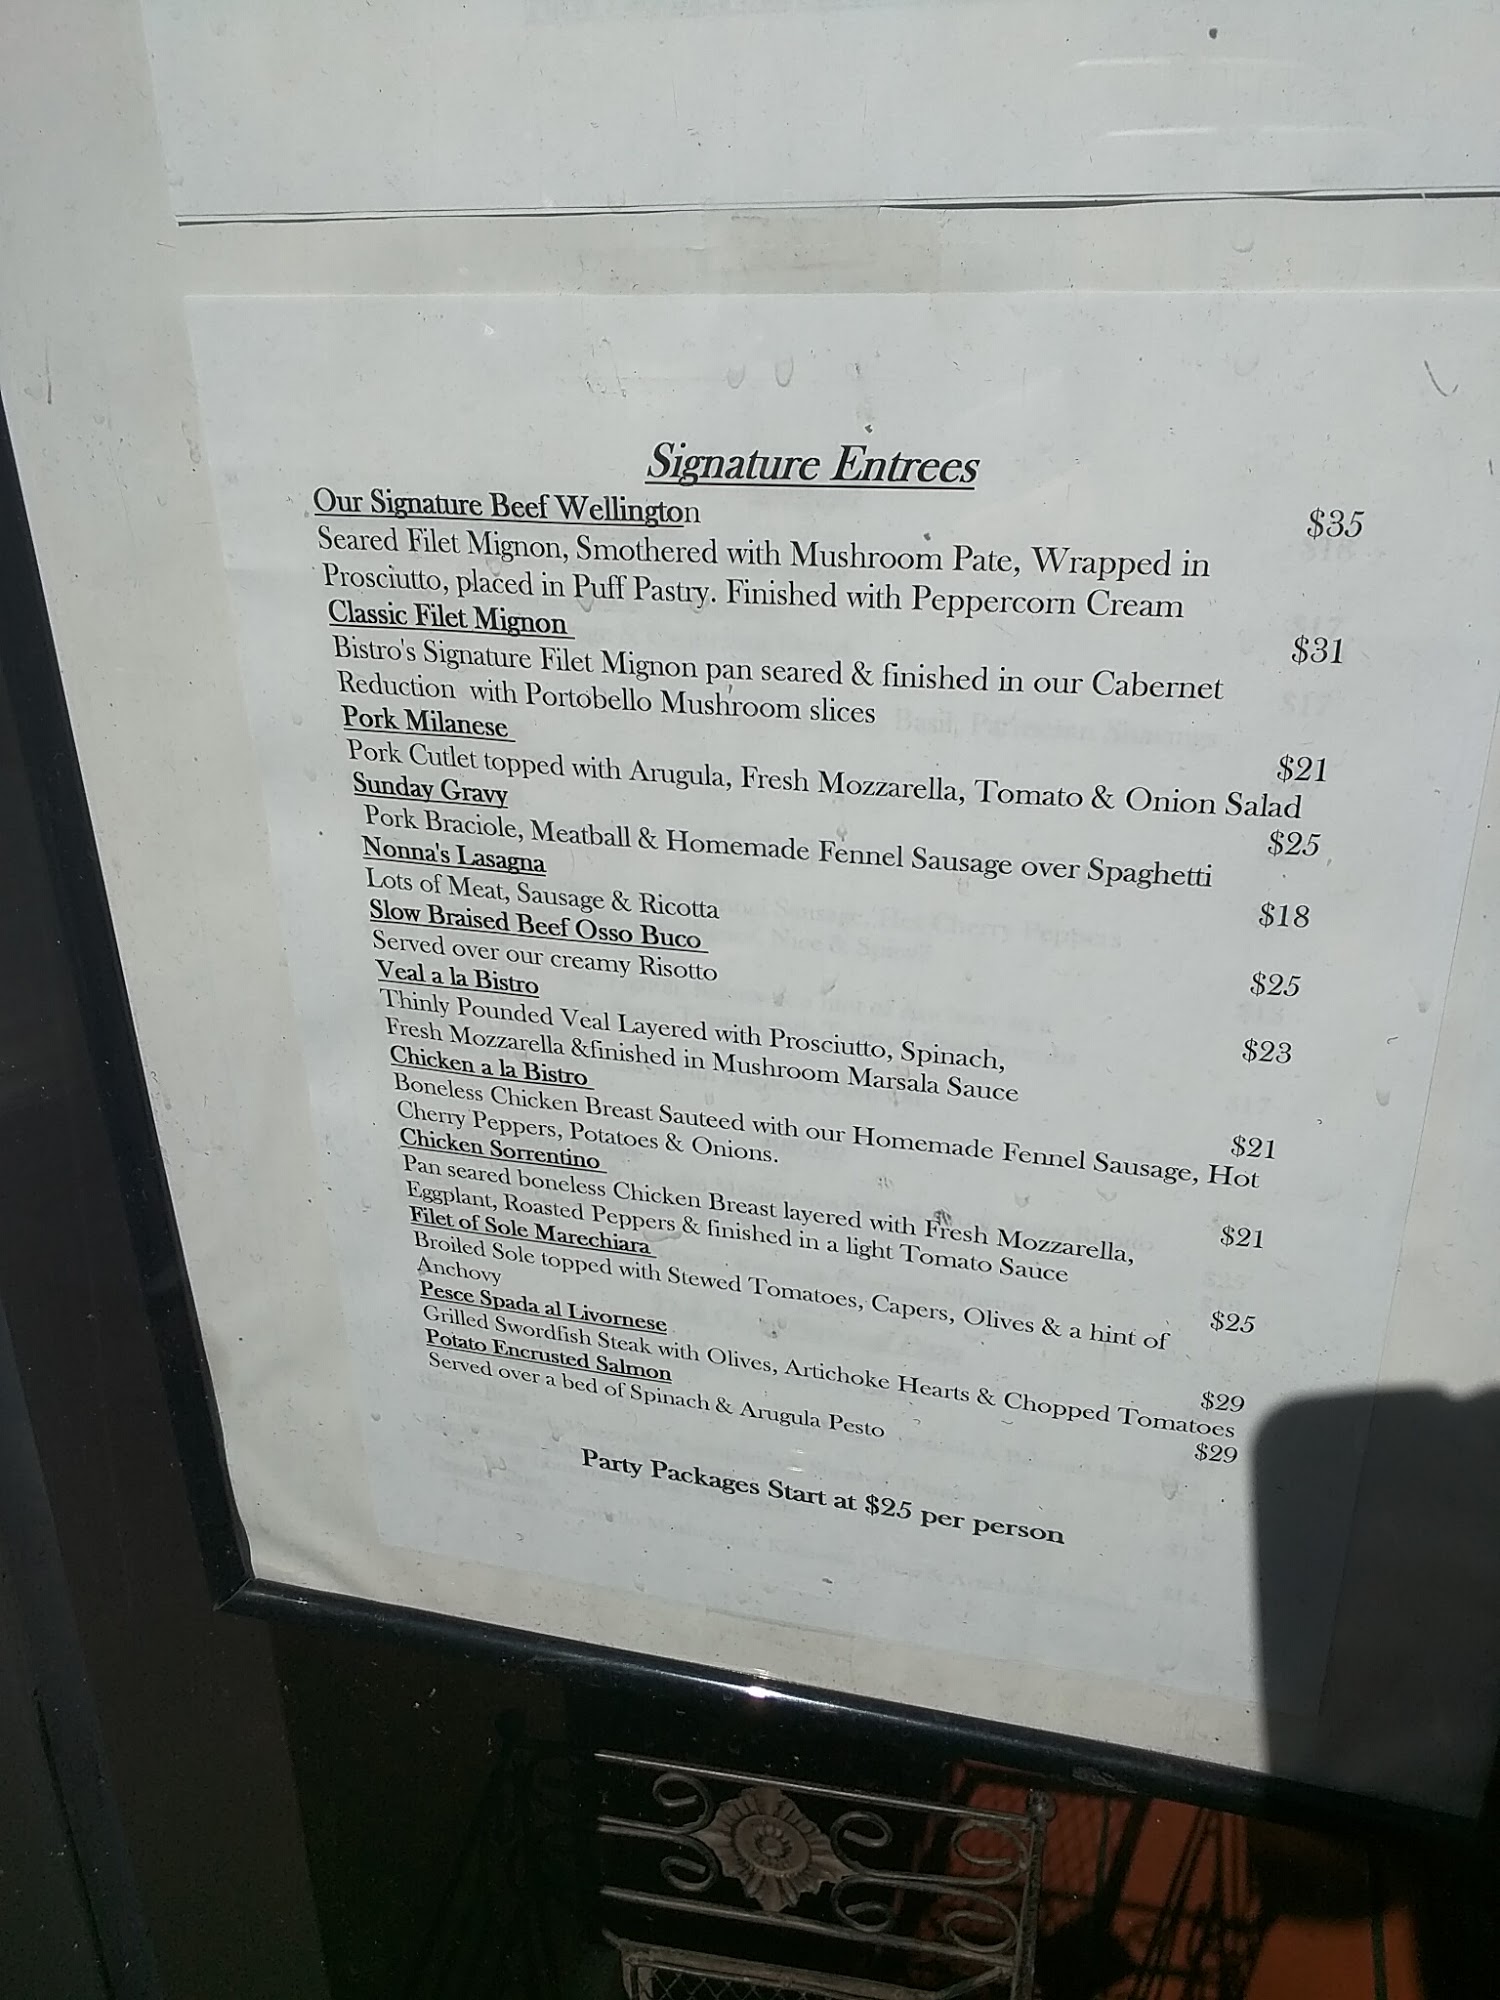 Signature Entrees
Our Signature Beef Wellington $35
Seared Filet Mignon, Smothered with Mushroom Pate, Wrapped in
Prosciutto, placed in Puff Pastry. Finished with Peppercorn Cream
Classic Filet Mignon $31
Bistro's Signature Filet Mignon pan seared & finished in our Cabernet
Reduction with Portobello Mushroom slices
Pork Milanese $21
Pork Cutlet topped with Arugula, Fresh Mozzarella, Tomato & Onion Salad
Sunday Gravy $25
Pork Braciole, Meatball & Homemade Fennel Sausage over Spaghetti
Nonna's Lasagna $18
Lots of Meat, Sausage & Ricotta
Slow Braised Beef Osso Buco $25
Served over our creamy Risotto
Veal a la Bistro $23
Thinly Pounded Veal Layered with Prosciutto, Spinach,
Fresh Mozzarella &finished in Mushroom Marsala Sauce
Chicken a la Bistro $21
Boneless Chicken Breast Sauteed with our Homemade Fennel Sausage, Hot
Cherry Peppers, Potatoes & Onions.
Chicken Sorrentino $21
Pan seared boneless Chicken Breast layered with Fresh Mozzarella,
Eggplant, Roasted Peppers & finished in a light Tomato Sauce
Filet of Sole Marechiara $25
Broiled Sole topped with Stewed Tomatoes, Capers, Olives & a hint of
Anchovy
Pesce Spada al Livornese $29
Grilled Swordfish Steak with Olives, Artichoke Hearts & Chopped Tomatoes
Potato Encrusted Salmon $29
Served over a bed of Spinach & Arugula Pesto
Party Packages Start at $25 per person